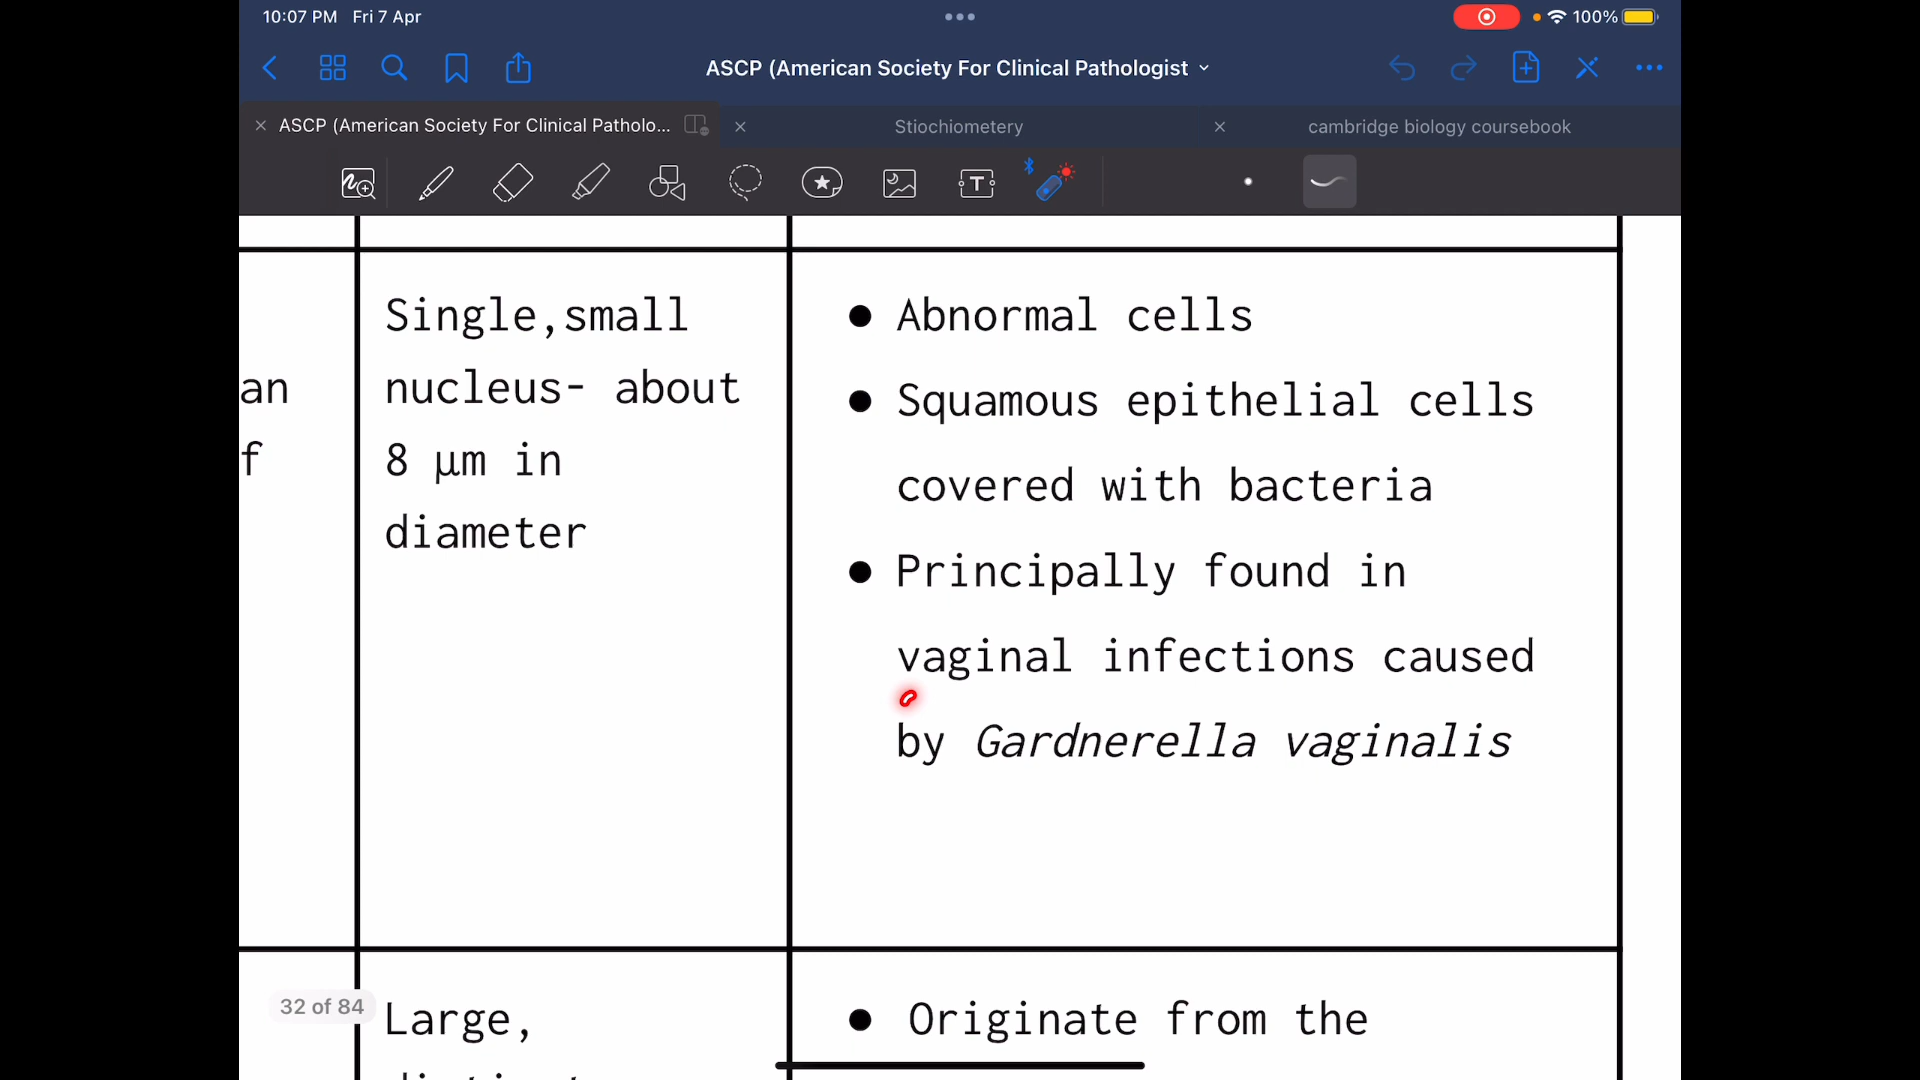 10:07 PM Fri 7 Apr
100%
ASCP (American Society For Clinical Pathologist
ASCP (American Society For Clinical Patholo...
Stiochiometery
cambridge biology coursebook
an
f
Single,small
nucleus- about
8 μm in
diameter
● Abnormal cells
● Squamous epithelial cells
covered with bacteria
● Principally found in
vaginal infections caused
by Gardnerella vaginalis
32 of 84
Large,
● Originate from the